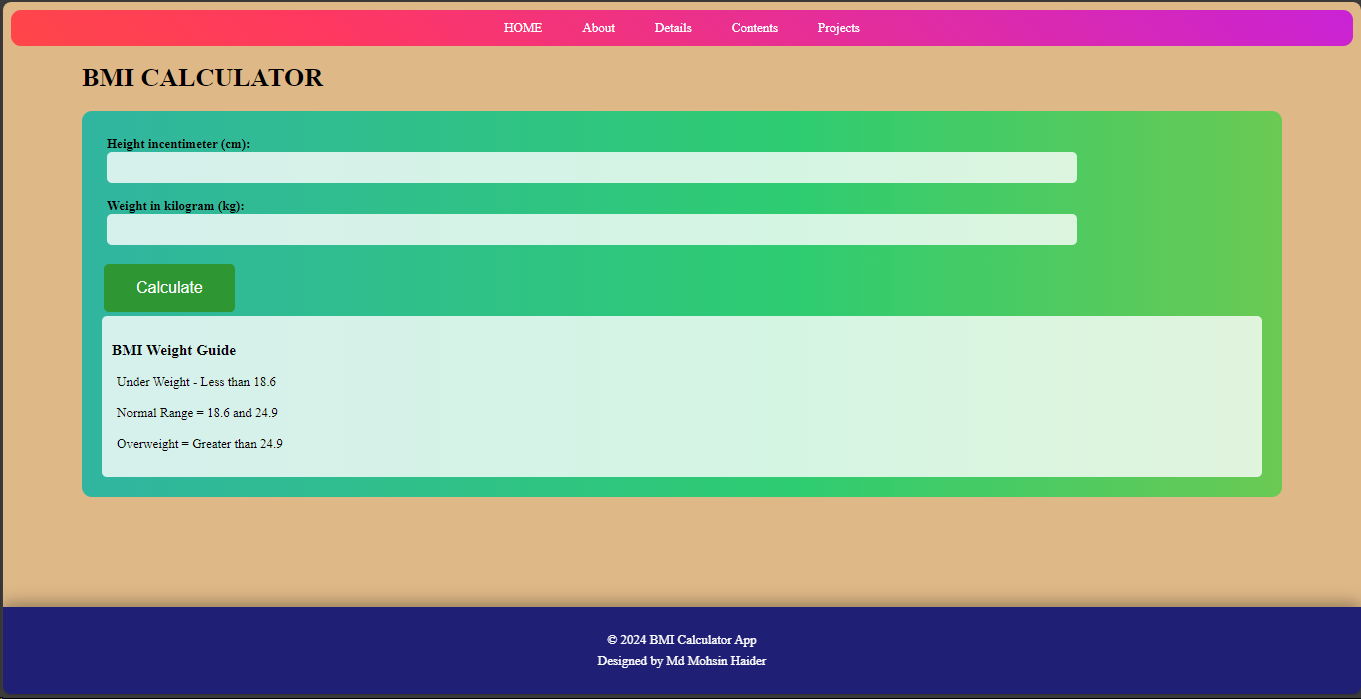 HOME About Details Contents Projects
BMI CALCULATOR
Height incentimeter (cm):
Weight in kilogram (kg):
Calculate
BMI Weight Guide
Under Weight - Less than 18.6
Normal Range = 18.6 and 24.9
Overweight = Greater than 24.9
© 2024 BMI Calculator App
Designed by Md Mohsin Haider